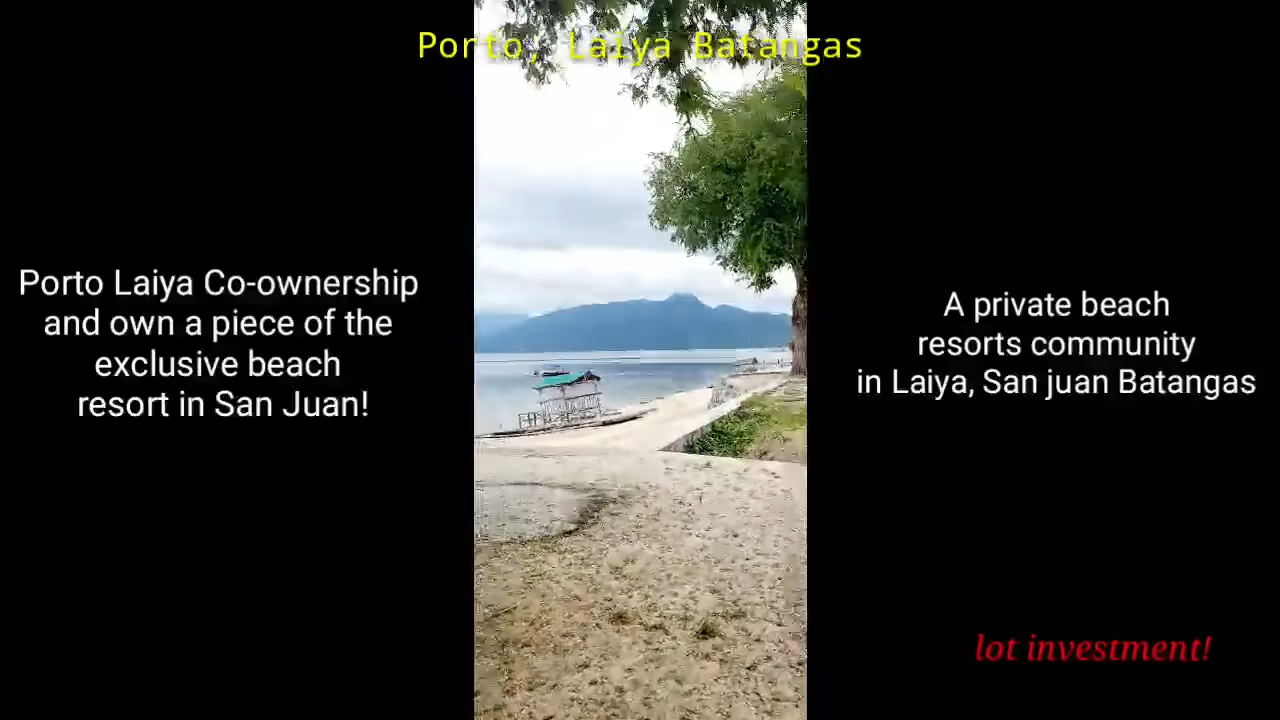 Porto, Laiya Batangas
Porto Laiya Co-ownership
and own a piece of the
exclusive beach
resort in San Juan!
A private beach
resorts community
in Laiya, San juan Batangas
lot investment!